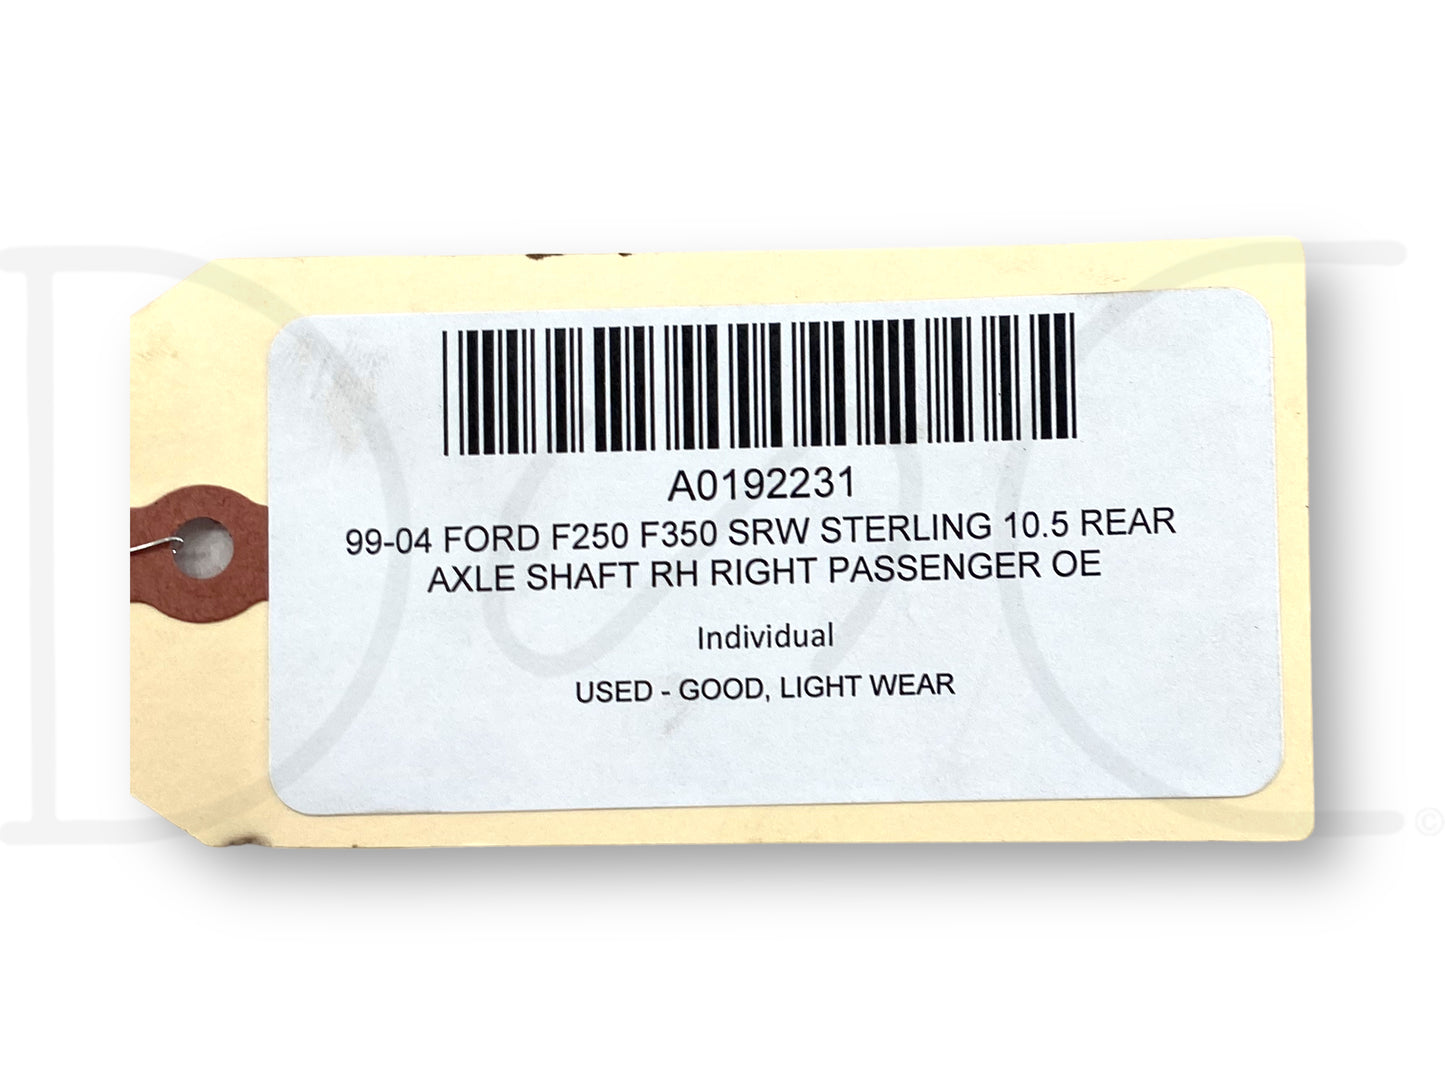 A0192231
99-04 FORD F250 F350 SRW STERLING 10.5 REAR
AXLE SHAFT RH RIGHT PASSENGER OE
Individual
USED - GOOD, LIGHT WEAR
©